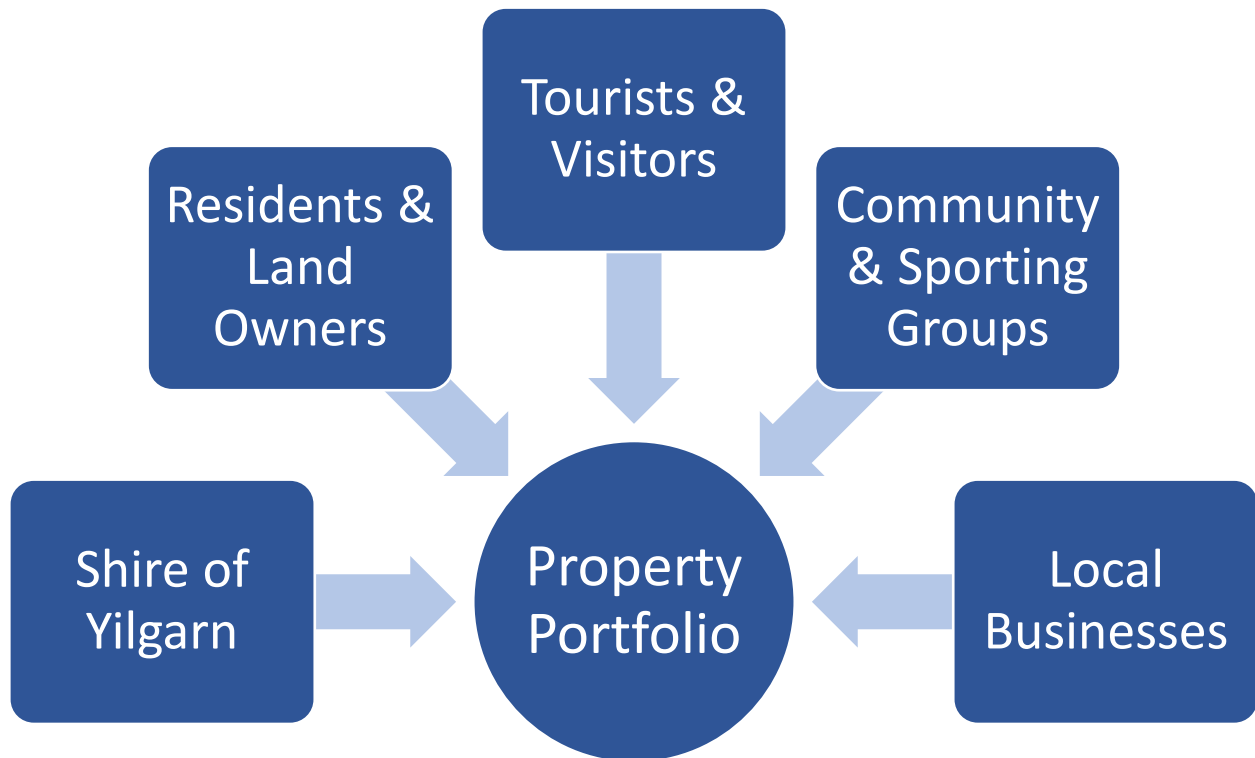 Tourists &
Visitors
Residents &
Land
Owners
Community
& Sporting
Groups
Shire of
Yilgarn
Property
Portfolio
Local
Businesses